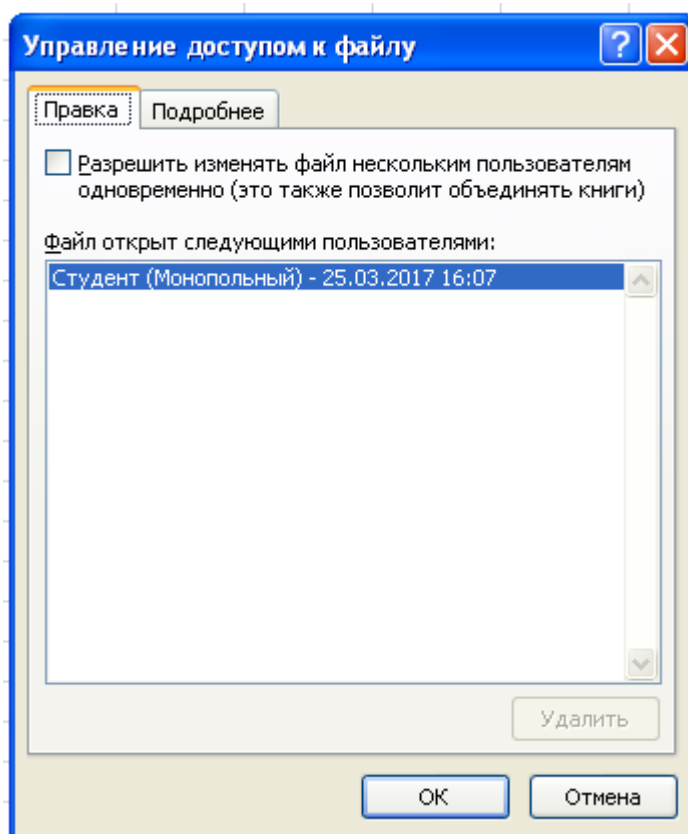 Управление доступом к файлу
Правка
Подробнее
Разрешить изменять файл нескольким пользователям
одновременно (это также позволит объединять книги)
Файл открыт следующими пользователями:
Студент (Монопольный) - 25.03.2017 16:07
Удалить
ОК
Отмена